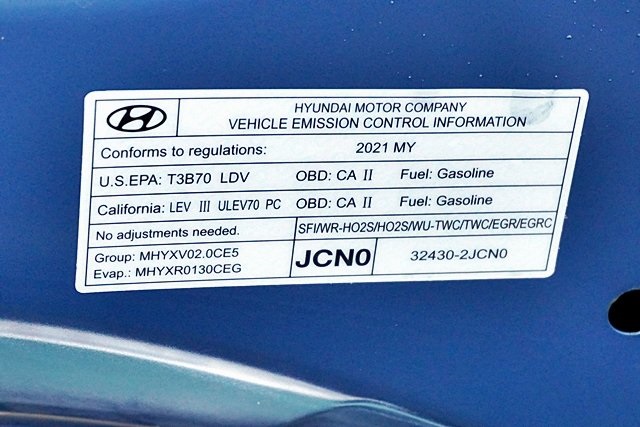 HYUNDAI MOTOR COMPANY
VEHICLE EMISSION CONTROL INFORMATION
Conforms to regulations: 2021 MY
U.S.EPA: T3B70 LDV OBD: CA II Fuel: Gasoline
California: LEV III ULEV70 PC OBD: CA II Fuel: Gasoline
No adjustments needed. SFI/WR-HO2S/HO2S/WU-TWC/TWC/EGR/EGRC
Group: MHYXV02.0CE5
Evap.: MHYXR0130CEG
JCN0 32430-2JCN0